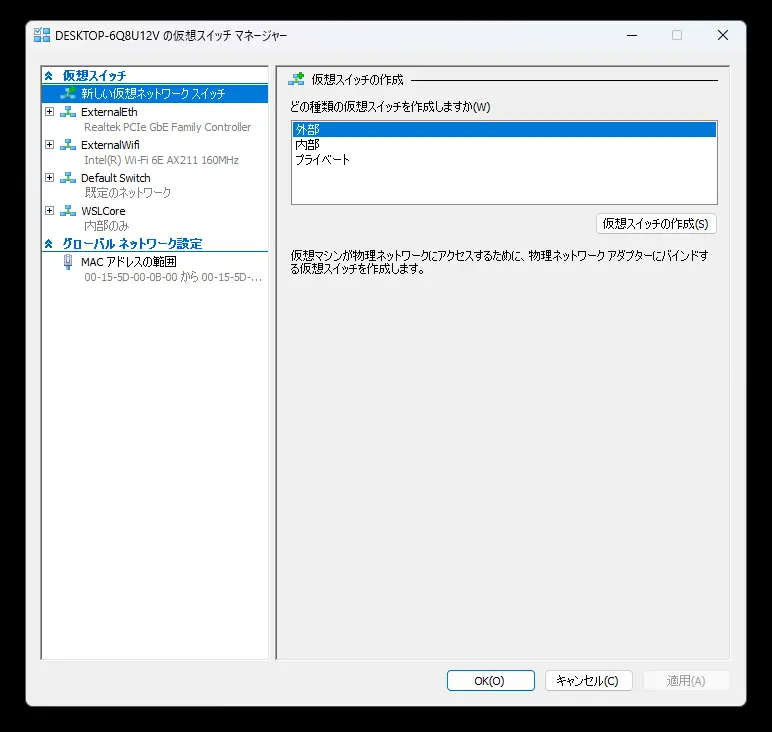 DESKTOP-6Q8U12V の仮想スイッチ マネージャー
仮想スイッチ
新しい仮想ネットワーク スイッチ
ExternalEth
Realtek PCIe GbE Family Controller
ExternalWifi
Intel(R) Wi-Fi 6E AX211 160MHz
Default Switch
既定のネットワーク
WSLCore
内部のみ
グローバル ネットワーク設定
MAC アドレスの範囲
00-15-5D-00-0B-00 から 00-15-5D-...
仮想スイッチの作成
どの種類の仮想スイッチを作成しますか(W)
外部
内部
プライベート
仮想スイッチの作成(S)
仮想マシンが物理ネットワークにアクセスするために、物理ネットワーク アダプターにバインドす
る仮想スイッチを作成します。
OK(O)
キャンセル(C)
適用(A)